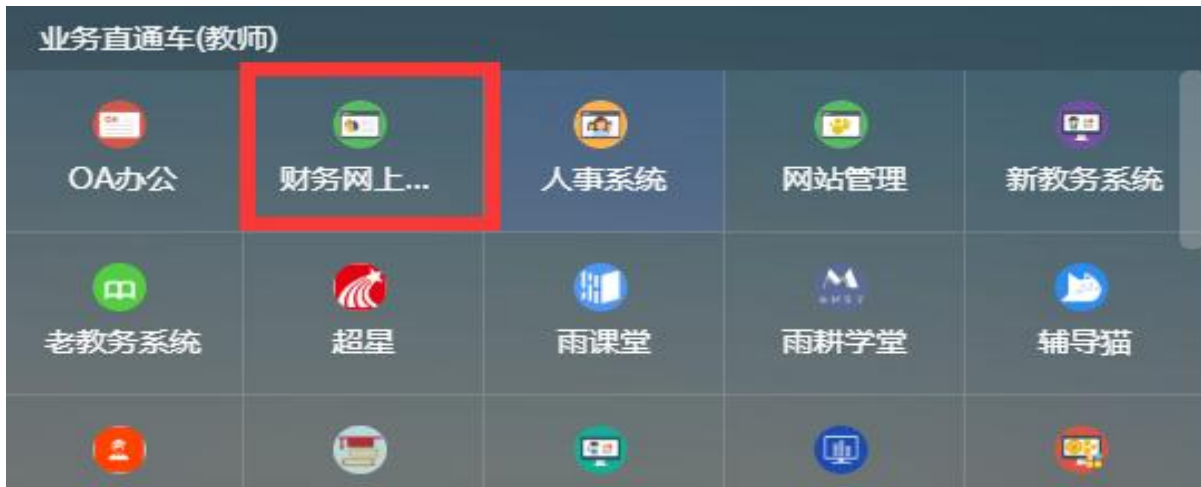 业务直通车(教师)
OA办公
财务网上...
人事系统
网站管理
新教务系统
老教务系统
超星
雨课堂
雨耕学堂
辅导猫